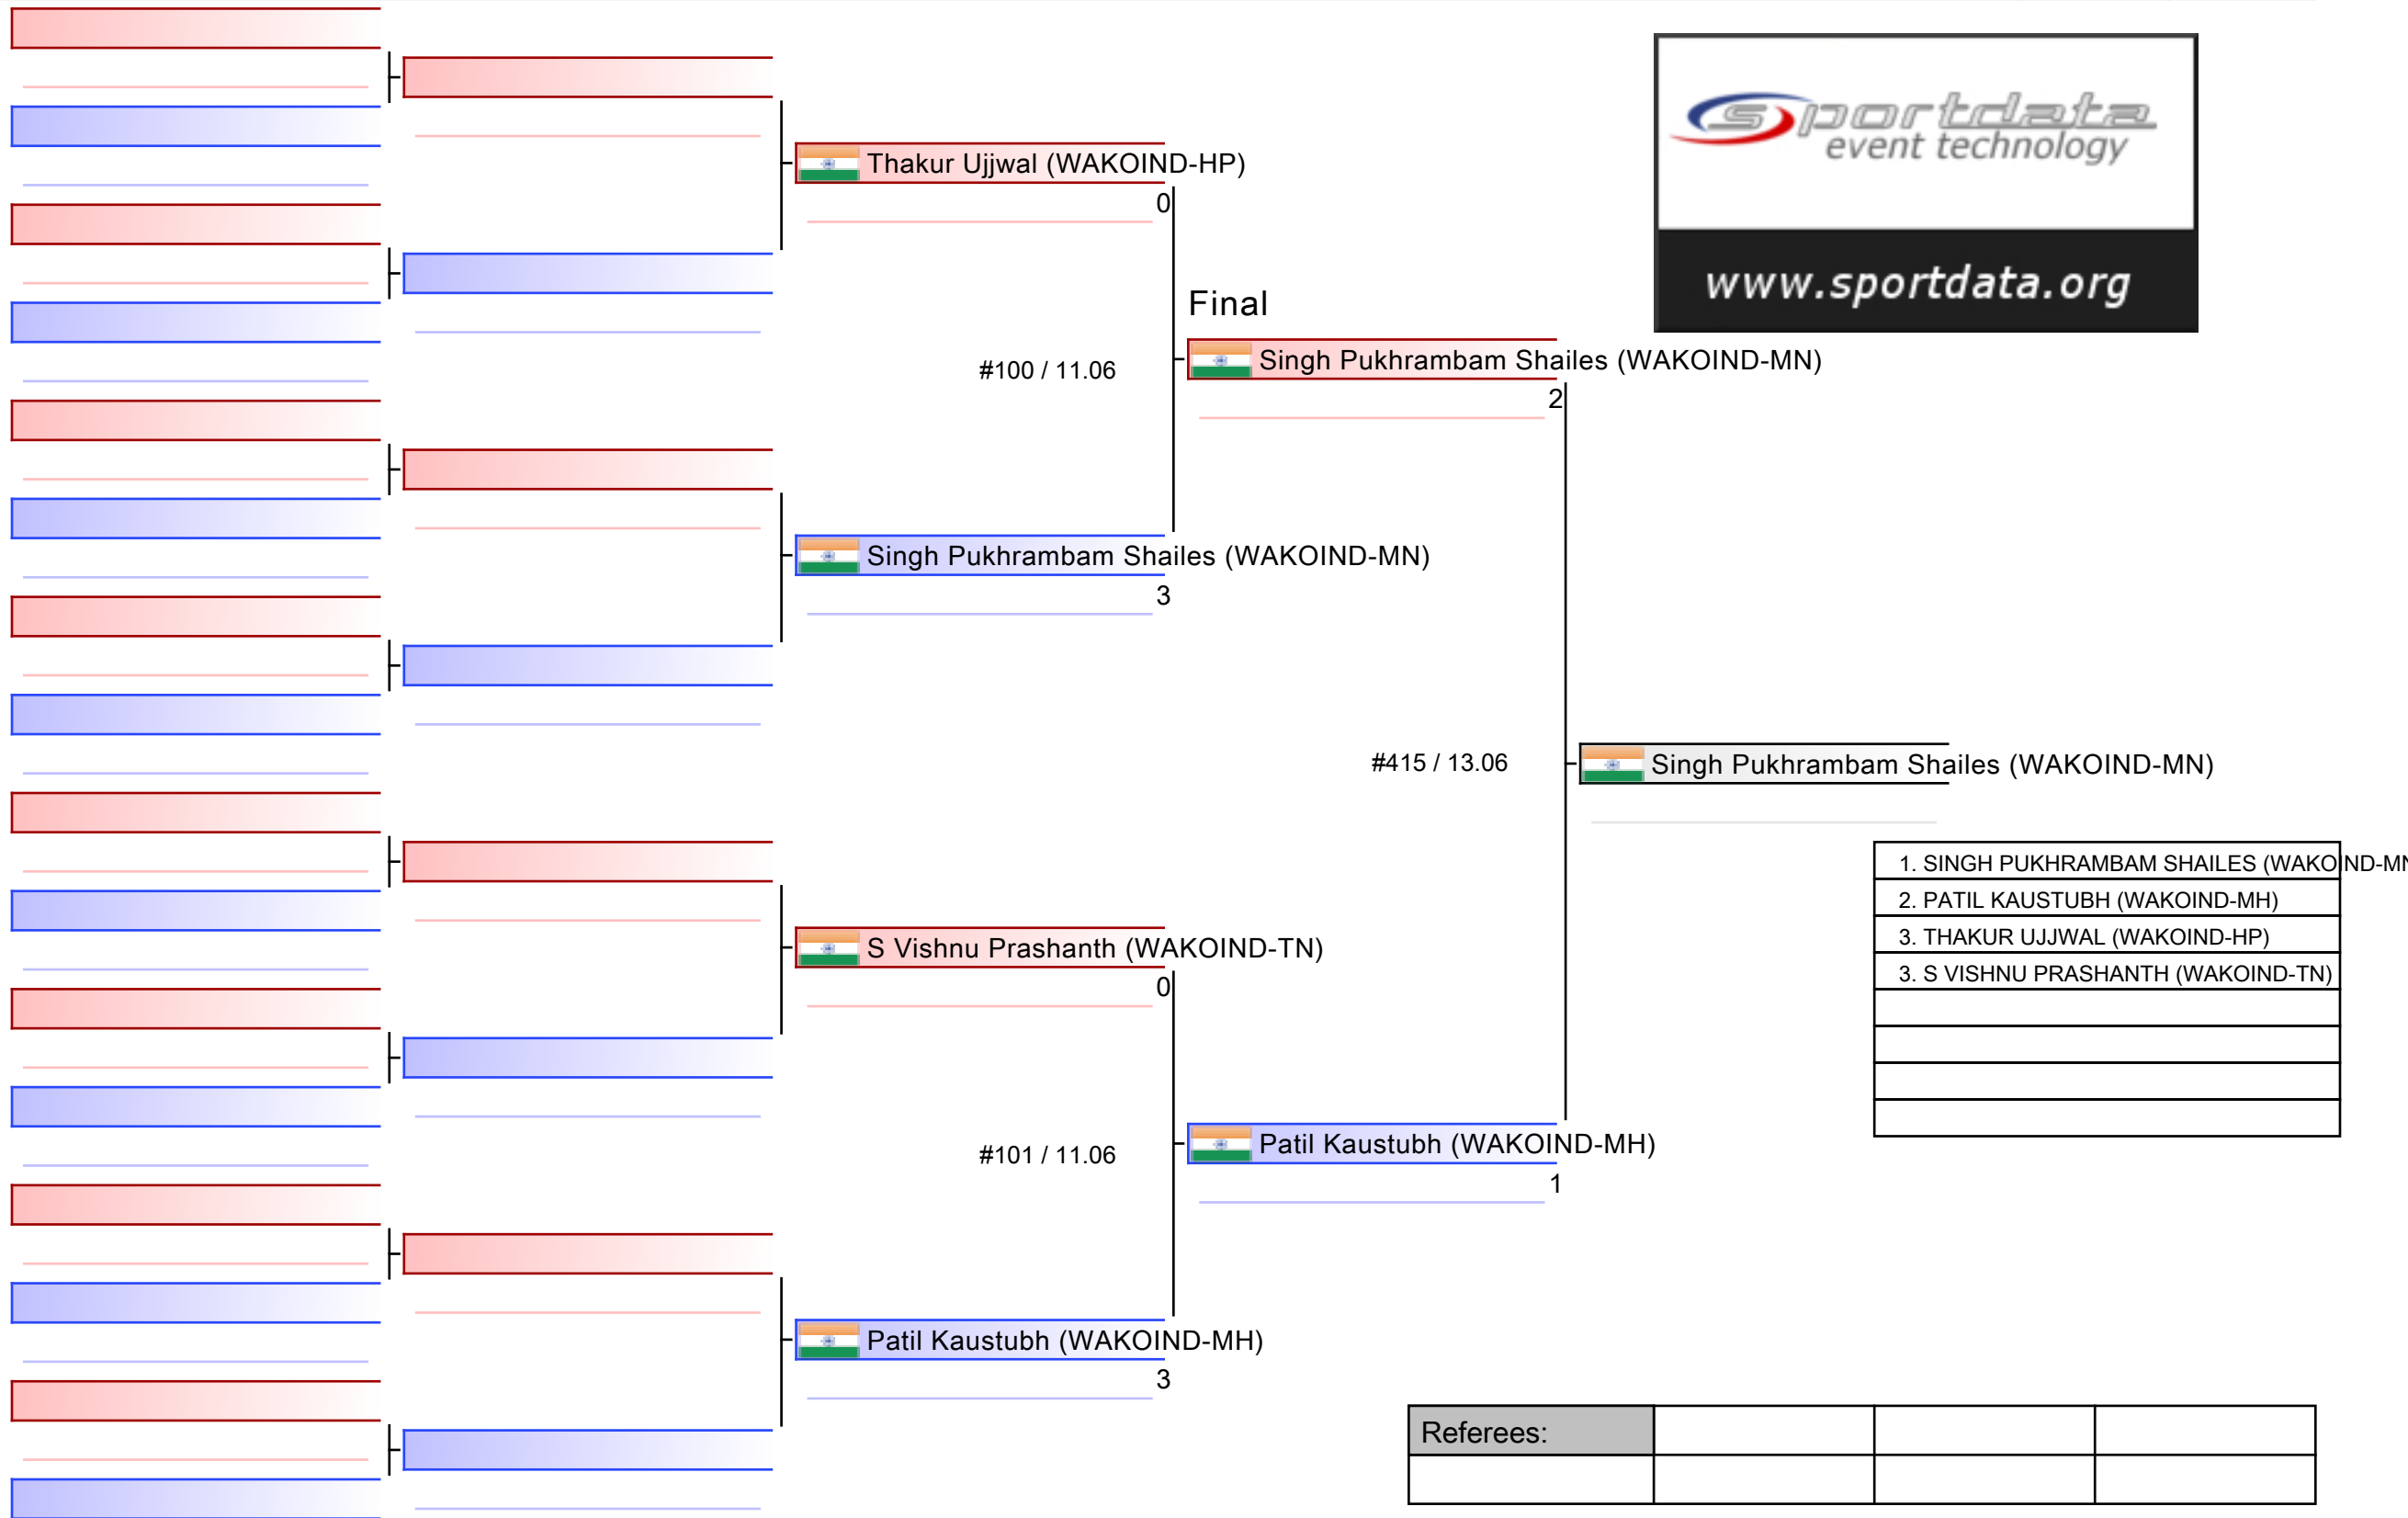 sportdata
event technology
www.sportdata.org
Thakur Ujjwal (WAKOIND-HP)
0
Final
#100 / 11.06
Singh Pukhrambam Shailes (WAKOIND-MN)
2
Singh Pukhrambam Shailes (WAKOIND-MN)
3
#415 / 13.06
Singh Pukhrambam Shailes (WAKOIND-MN)
1. SINGH PUKHRAMBAM SHAILES (WAKOIND-MN
2. PATIL KAUSTUBH (WAKOIND-MH)
3. THAKUR UJJWAL (WAKOIND-HP)
3. S VISHNU PRASHANTH (WAKOIND-TN)
S Vishnu Prashanth (WAKOIND-TN)
0
#101 / 11.06
Patil Kaustubh (WAKOIND-MH)
1
Patil Kaustubh (WAKOIND-MH)
3
Referees: